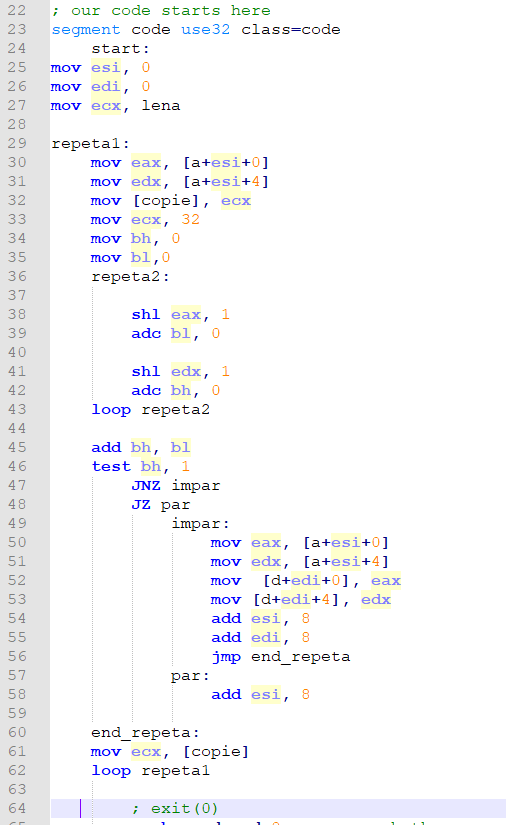 22 ; our code starts here
23 segment code use32 class=code
24 start:
25 mov esi, 0
26 mov edi, 0
27 mov ecx, lena
28
29 repeta1:
30 mov eax, [a+esi+0]
31 mov edx, [a+esi+4]
32 mov [copie], ecx
33 mov ecx, 32
34 mov bh, 0
35 mov bl,0
36 repeta2:
37
38 shl eax, 1
39 adc bl, 0
40
41 shl edx, 1
42 adc bh, 0
43 loop repeta2
44
45 add bh, bl
46 test bh, 1
47 JNZ impar
48 JZ par
49 impar:
50 mov eax, [a+esi+0]
51 mov edx, [a+esi+4]
52 mov [d+edi+0], eax
53 mov [d+edi+4], edx
54 add esi, 8
55 add edi, 8
56 jmp end_repeta
57 par:
58 add esi, 8
59
60 end_repeta:
61 mov ecx, [copie]
62 loop repeta1
63
64 ; exit(0)